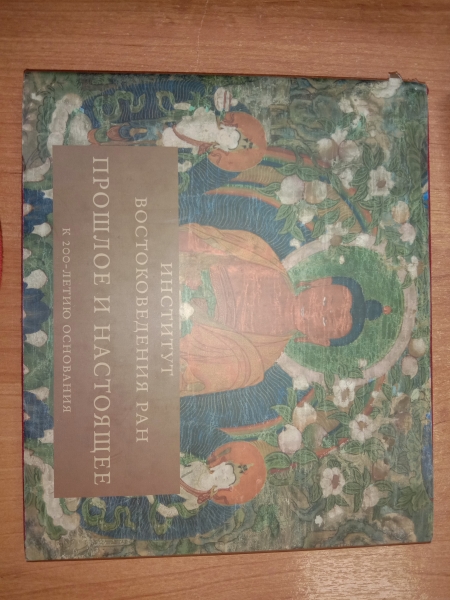 ИНСТИТУТ
ВОСТОКОВЕДЕНИЯ РАН
ПРОШЛОЕ И НАСТОЯЩЕЕ
К 200-ЛЕТИЮ ОСНОВАНИЯ